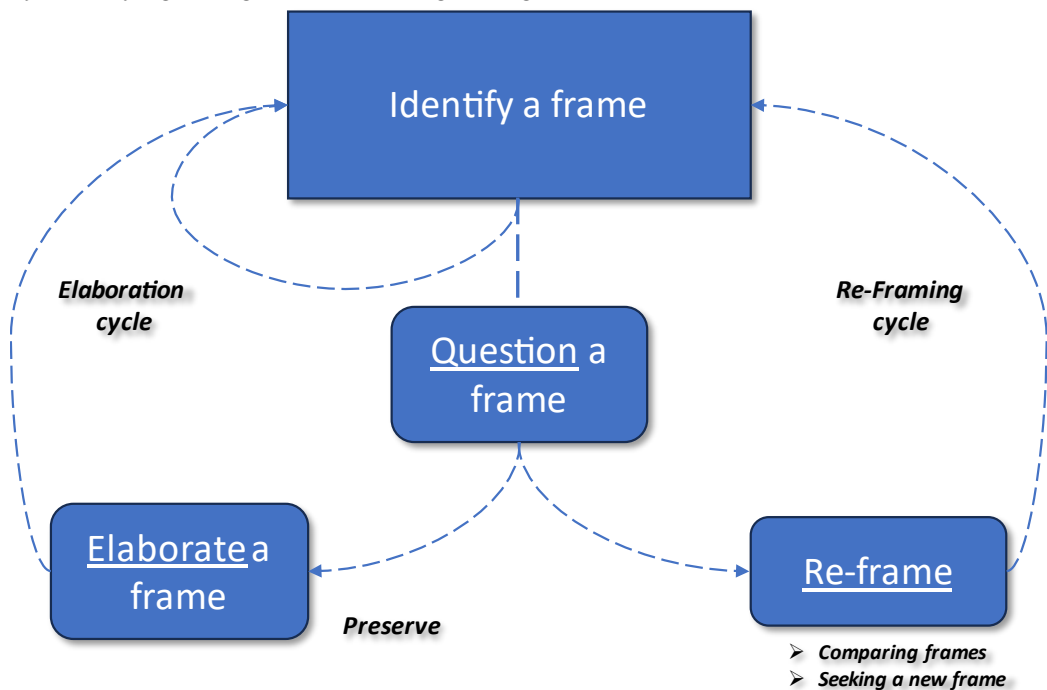 Identify a frame
Elaboration
cycle
Re-Framing
cycle
Question a
frame
Elaborate a
frame
Re-frame
Preserve
➤ Comparing frames
➤ Seeking a new frame